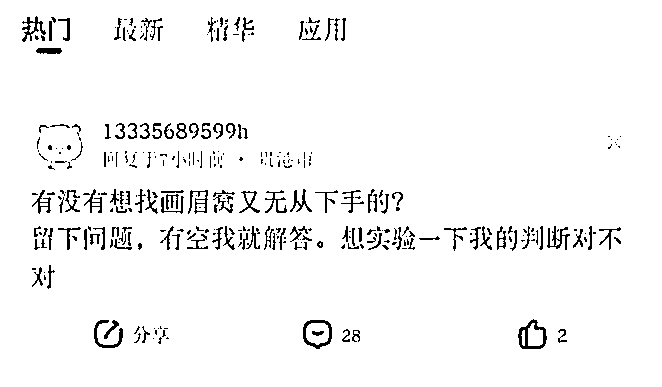 热门 最新 精华 应用
13335689599h
回复于7小时前 · 贵港市
有没有想找画眉窝又无从下手的?
留下问题，有空我就解答。想实验一下我的判断对不
对
分享 28 2